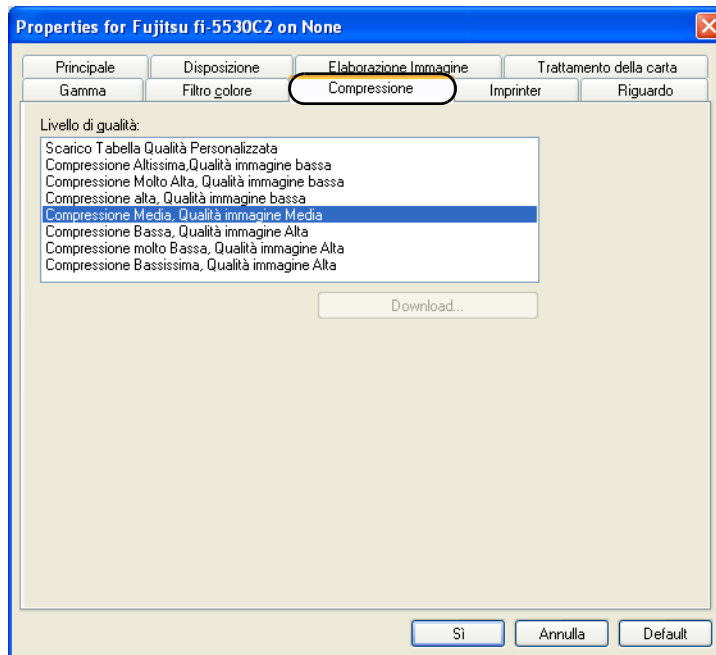 Properties for Fujitsu fi-5530C2 on None
Principale Disposizione Elaborazione Immagine Trattamento della carta
Gamma Filtro colore Compressione Imprinter Riguardo
Livello di qualità:
Scarico Tabella Qualità Personalizzata
Compressione Altissima,Qualità immagine bassa
Compressione Molto Alta, Qualità immagine bassa
Compressione alta, Qualità immagine bassa
Compressione Media, Qualità immagine Media
Compressione Bassa, Qualità immagine Alta
Compressione molto Bassa, Qualità immagine Alta
Compressione Bassissima, Qualità immagine Alta
Download...
Sì Annulla Default